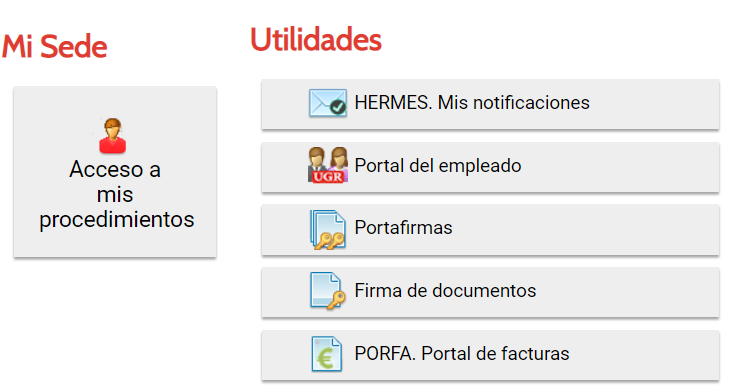 Mi Sede
Acceso a
mis
procedimientos
Utilidades
HERMES. Mis notificaciones
UGR
Portal del empleado
Portafirmas
Firma de documentos
PORFA. Portal de facturas
€